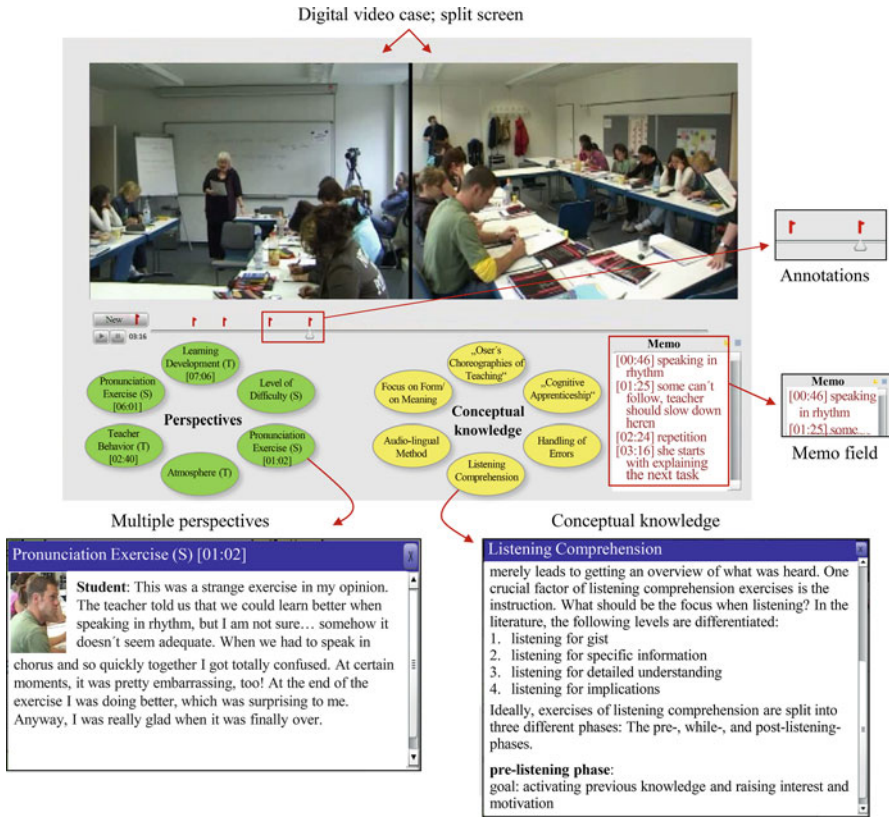 Digital video case; split screen
New
03:16
Annotations
Learning
Development (T)
[07:06]
Pronunciation
Exercise (S)
[06:01]
Level of
Difficulty (S)
Perspectives
Teacher
Behavior (T)
[02:40]
Pronunciation
Exercise (S)
[01:02]
Atmosphere (T)
„Oser´s
Choreographies of
Teaching“
Focus on Form/
on Meaning
„Cognitive
Apprenticeship“
Conceptual
knowledge
Audio-lingual
Method
Handling of
Errors
Listening
Comprehension
Memo
[00:46] speaking in
rhythm
[01:25] some can´t
follow, teacher
should slow down
heren
[02:24] repetition
[03:16] she starts
with explaining
the next task
Memo
[00:46] speaking
in rhythm
[01:25] some...
Memo field
Multiple perspectives
Pronunciation Exercise (S) [01:02]
X
Student: This was a strange exercise in my opinion.
The teacher told us that we could learn better when
speaking in rhythm, but I am not sure… somehow it
doesn´t seem adequate. When we had to speak in
chorus and so quickly together I got totally confused. At certain
moments, it was pretty embarrassing, too! At the end of the
exercise I was doing better, which was surprising to me.
Anyway, I was really glad when it was finally over.
Conceptual knowledge
Listening Comprehension
X
merely leads to getting an overview of what was heard. One
crucial factor of listening comprehension exercises is the
instruction. What should be the focus when listening? In the
literature, the following levels are differentiated:
1. listening for gist
2. listening for specific information
3. listening for detailed understanding
4. listening for implications
Ideally, exercises of listening comprehension are split into
three different phases: The pre-, while-, and post-listening-
phases.
pre-listening phase:
goal: activating previous knowledge and raising interest and
motivation